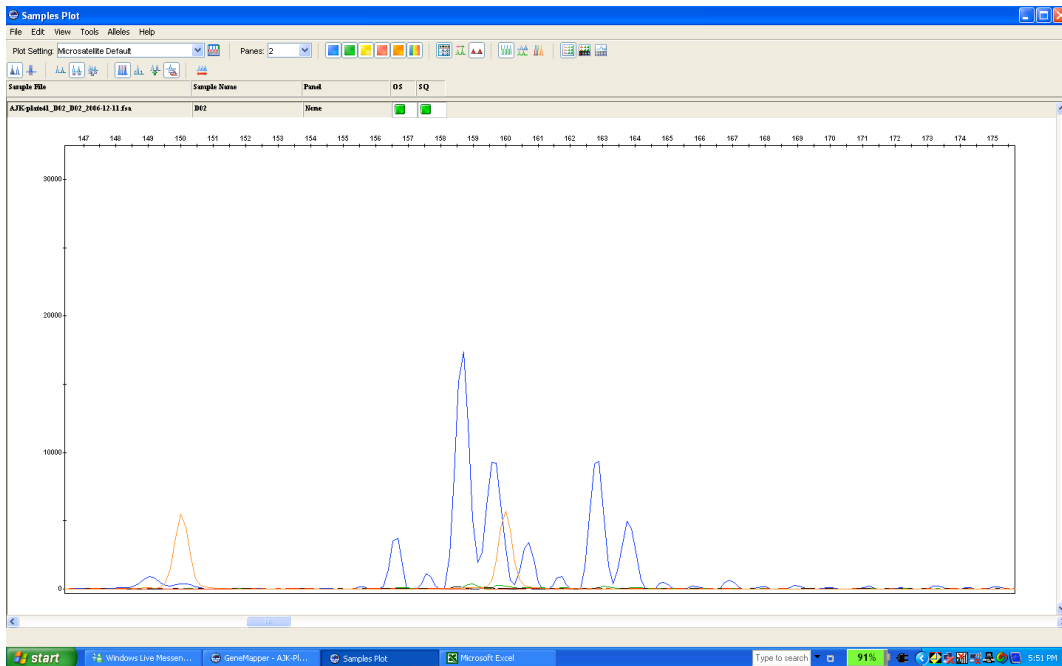 Samples Plot
File Edit View Tools Alleles Help
Plot Setting: Microsatellite Default Panes: 2
Sample File Sample Name Panel OS SQ
AJK-plate41_B02_B02_2006-12-11.fsa B02 None
147 148 149 150 151 152 153 154 155 156 157 158 159 160 161 162 163 164 165 166 167 168 169 170 171 172 173 174 175
30000
20000
10000
0
start Windows Live Messen... GeneMapper - AJK-Pl... Samples Plot Microsoft Excel Type to search 91% 5:51 PM